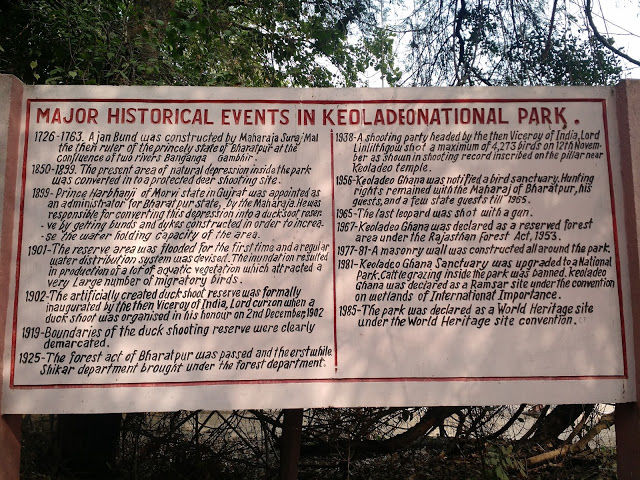 MAJOR HISTORICAL EVENTS IN KEOLADEONATIONAL PARK.
1726-1763. Ajan Bund was constructed by Maharaja Suraj Mal
the then ruler of the princely state of Bharatpur at the
confluence of two rivers Banganga Gambhir.
1850-1899. The present area of natural depression inside the park
was converted in to a protected deer shooting site.
1899- Prince Harbhanji of Morvi state in Gujrat was appointed as
an administrator for Bharatpur state, by the Maharaja. He was
responsible for converting this depression into a duckshoot reser-
-ve by getting bunds and dykes constructed in order to increa-
-se the warer holding capacity of the area.
1901- The reserve area was flooded for the first time and a regular
water distribution system was devised. The inundation resulted
in production of a lot of aquatic vegetation which attracted a
very Large number of migratory birds.
1902-The artificially created duck shoot reserve was formally
inaugurated by the then Viceroy of India, Lord curson when a
Duck shoot was organised in his honour on 2nd December, 1902
1919-Boundaries of the duck shooting reserve were clearly
demarcated.
1925-The forest act of Bharatpur was passed and the erstwhile
Shikar department brought under the forest department.
1938-A shooting party headed by the then Viceroy of India, Lord
Linlithgow shot a maximum of 4,273 birds on 12th Novem-
ber as shown in shooting record inscribed on the pillar near
Keoladeo temple.
1956-Keoladeo Ghana was notified a bird sanctuary. Hunting
rights remained with the Maharaj of Bharatpur, his
guests, and a few state guests till 1965.
1965-The last leopard was shot with a gun.
1967-Keoladeo Ghana was declared as a reserved forest
area under the Rajasthan Forest Act, 1953.
1977-81-A masonry wall was constructed all around the park.
1981-Keoladeo Ghana Sanctuary was upgraded to a National
Park. Cattle grazing inside the park was banned. Keoladeo
Ghana was declared as a Ramsar site under the convention
on wetlands of International Importance.
1985-The park was declared as a World Heritage site
under the World Heritage site convention.